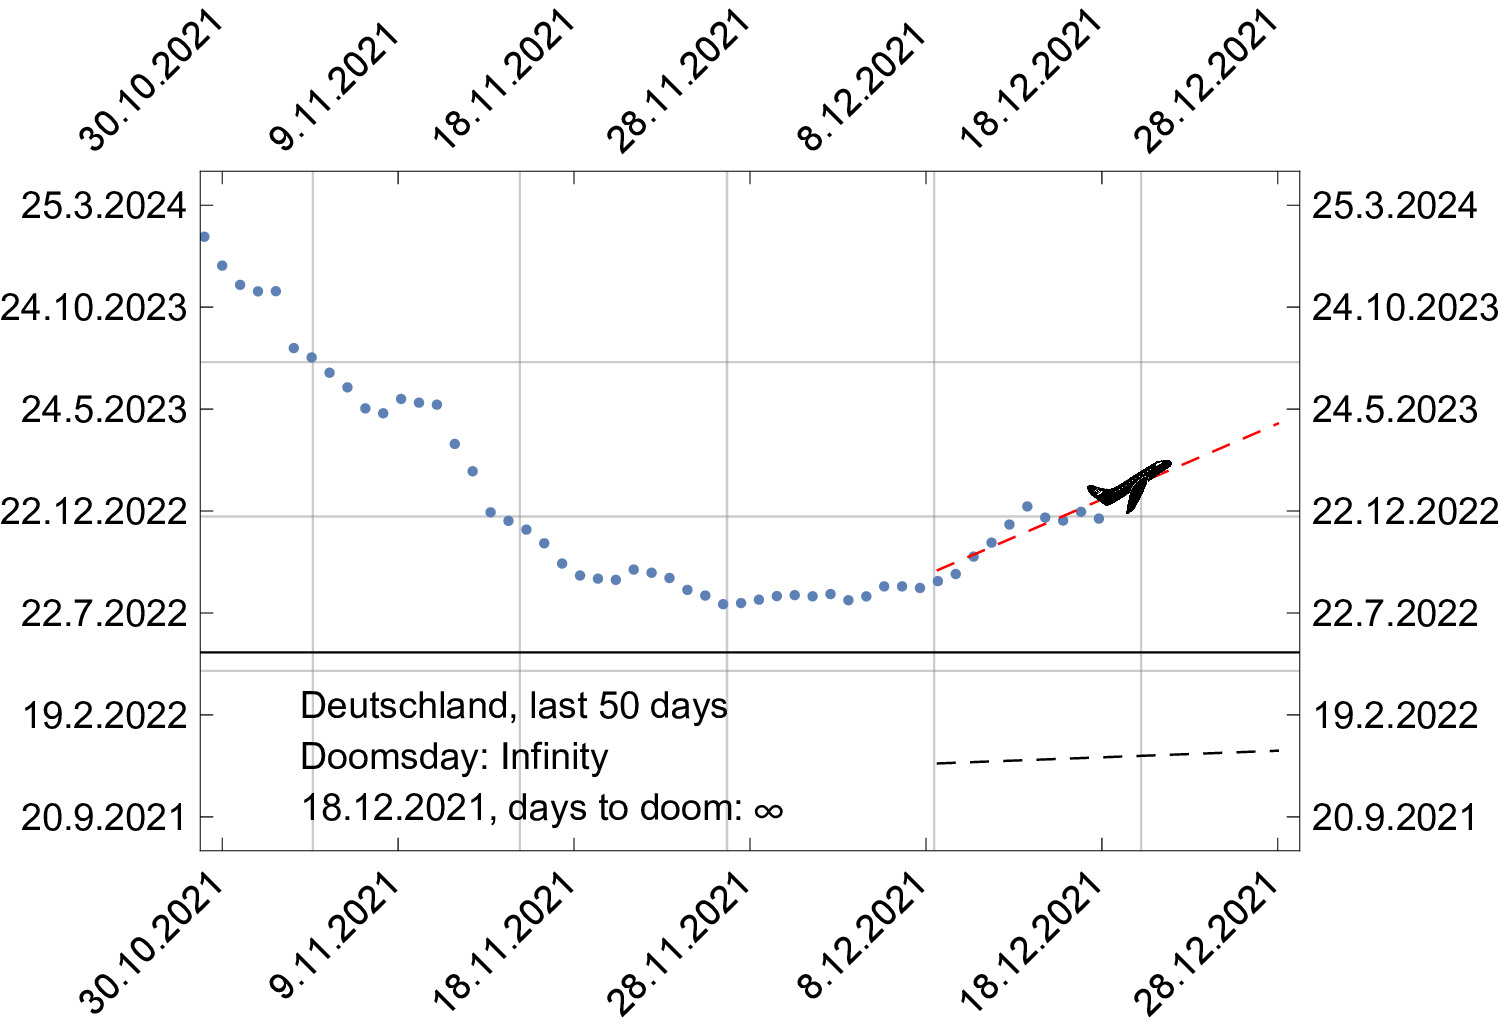 30.10.2021 9.11.2021 18.11.2021 28.11.2021 8.12.2021 18.12.2021 28.12.2021
25.3.2024 25.3.2024
24.10.2023 24.10.2023
24.5.2023 24.5.2023
22.12.2022 22.12.2022
22.7.2022 22.7.2022
Deutschland, last 50 days
19.2.2022 19.2.2022
Doomsday: Infinity
18.12.2021, days to doom: ∞
20.9.2021 20.9.2021
30.10.2021 9.11.2021 18.11.2021 28.11.2021 8.12.2021 18.12.2021 28.12.2021